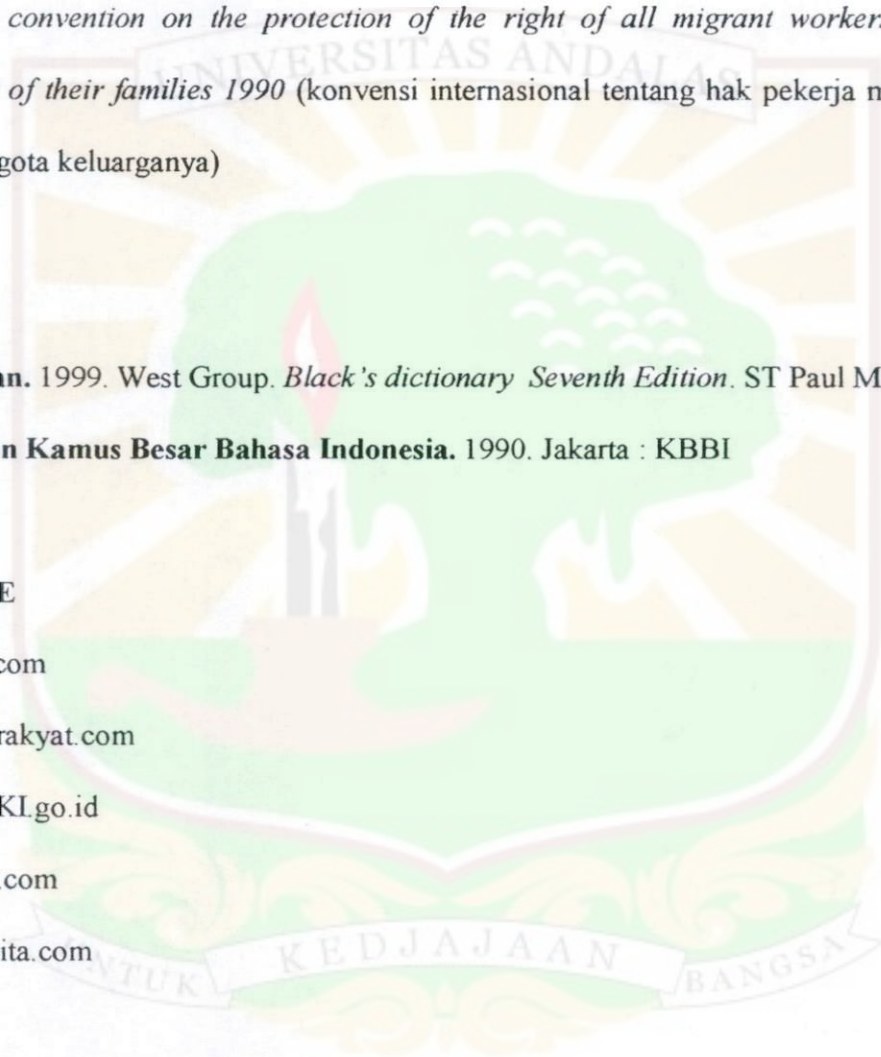 convention on the protection of the right of all migrant worker
of their families 1990 (konvensi internasional tentang hak pekerja
gota keluarganya)
an. 1999. West Group. Black's dictionary Seventh Edition. ST Paul M
n Kamus Besar Bahasa Indonesia. 1990. Jakarta : KBBI
E
com
rakyat.com
KI.go.id
.com
ita.com
UNIVERSITAS ANDALAS
UNTUK KEDJAJAAN BANGSA